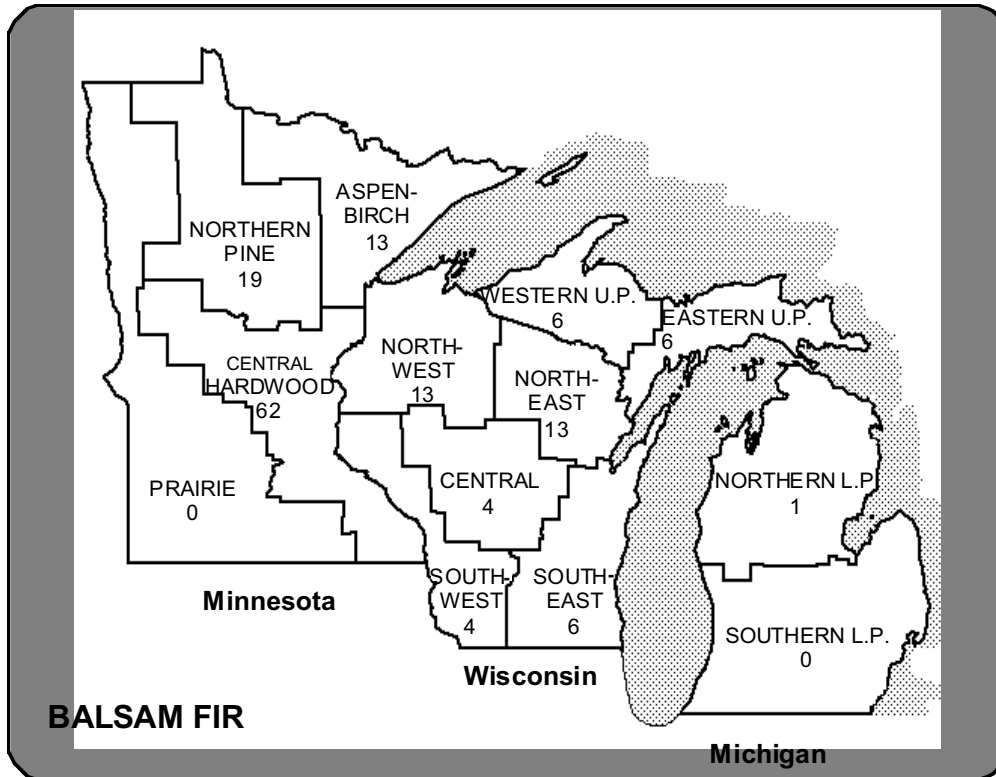 ASPEN-
BIRCH
13
NORTHERN
PINE
19
WESTERN U.P.
6
EASTERN U.P.
6
CENTRAL
HARDWOOD
62
NORTH-
WEST
13
NORTH-
EAST
13
PRAIRIE
0
CENTRAL
4
NORTHERN L.P.
1
SOUTH-
WEST
4
SOUTH-
EAST
6
SOUTHERN L.P.
0
Minnesota
Wisconsin
BALSAM FIR
Michigan